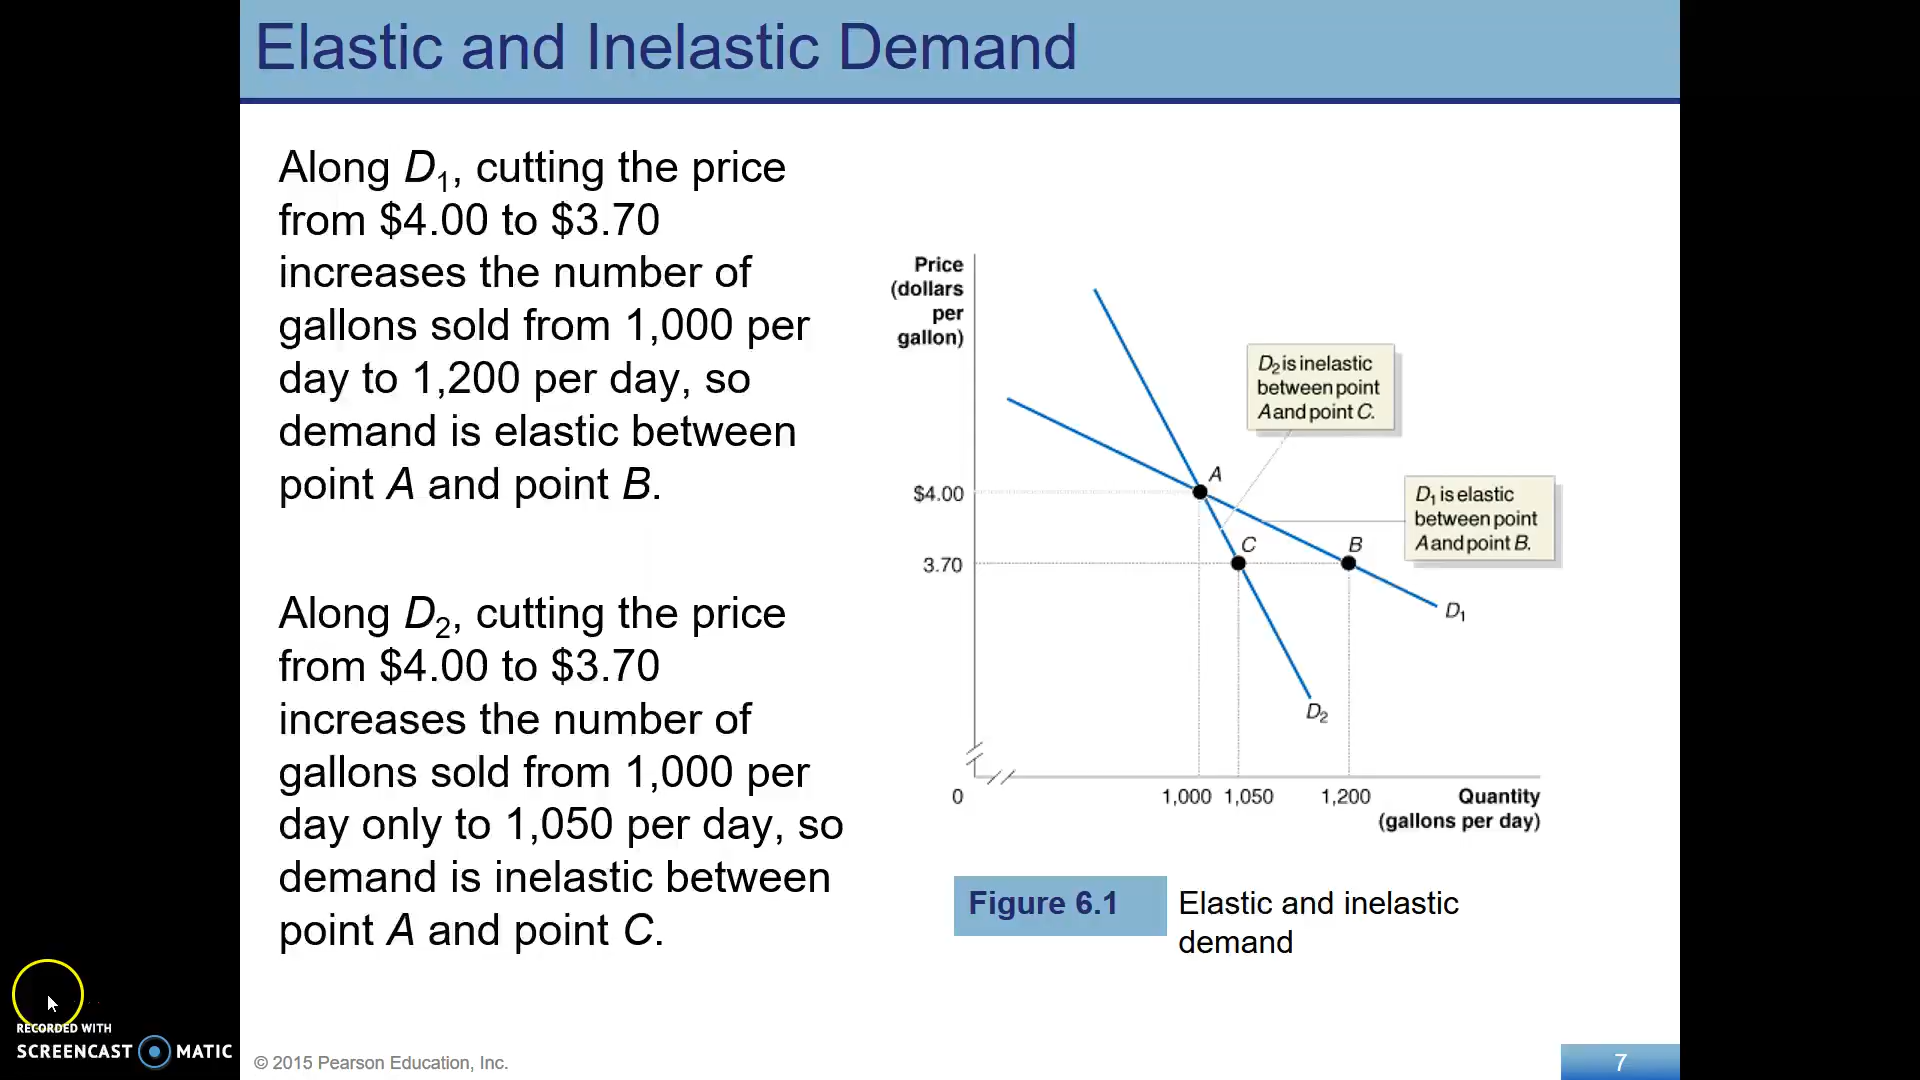 Elastic and Inelastic Demand
Along D1, cutting the price
from $4.00 to $3.70
increases the number of
gallons sold from 1,000 per
day to 1,200 per day, so
demand is elastic between
point A and point B.
Along D2, cutting the price
from $4.00 to $3.70
increases the number of
gallons sold from 1,000 per
day only to 1,050 per day, so
demand is inelastic between
point A and point C.
Price
(dollars
per
gallon)
D2 is inelastic
between point
A and point C.
A
$4.00
D1 is elastic
between point
A and point B.
C
B
3.70
D1
D2
0
1,000 1,050 1,200
Quantity
(gallons per day)
Figure 6.1
Elastic and inelastic
demand
RECORDED WITH
SCREENCAST MATIC
© 2015 Pearson Education, Inc.
7